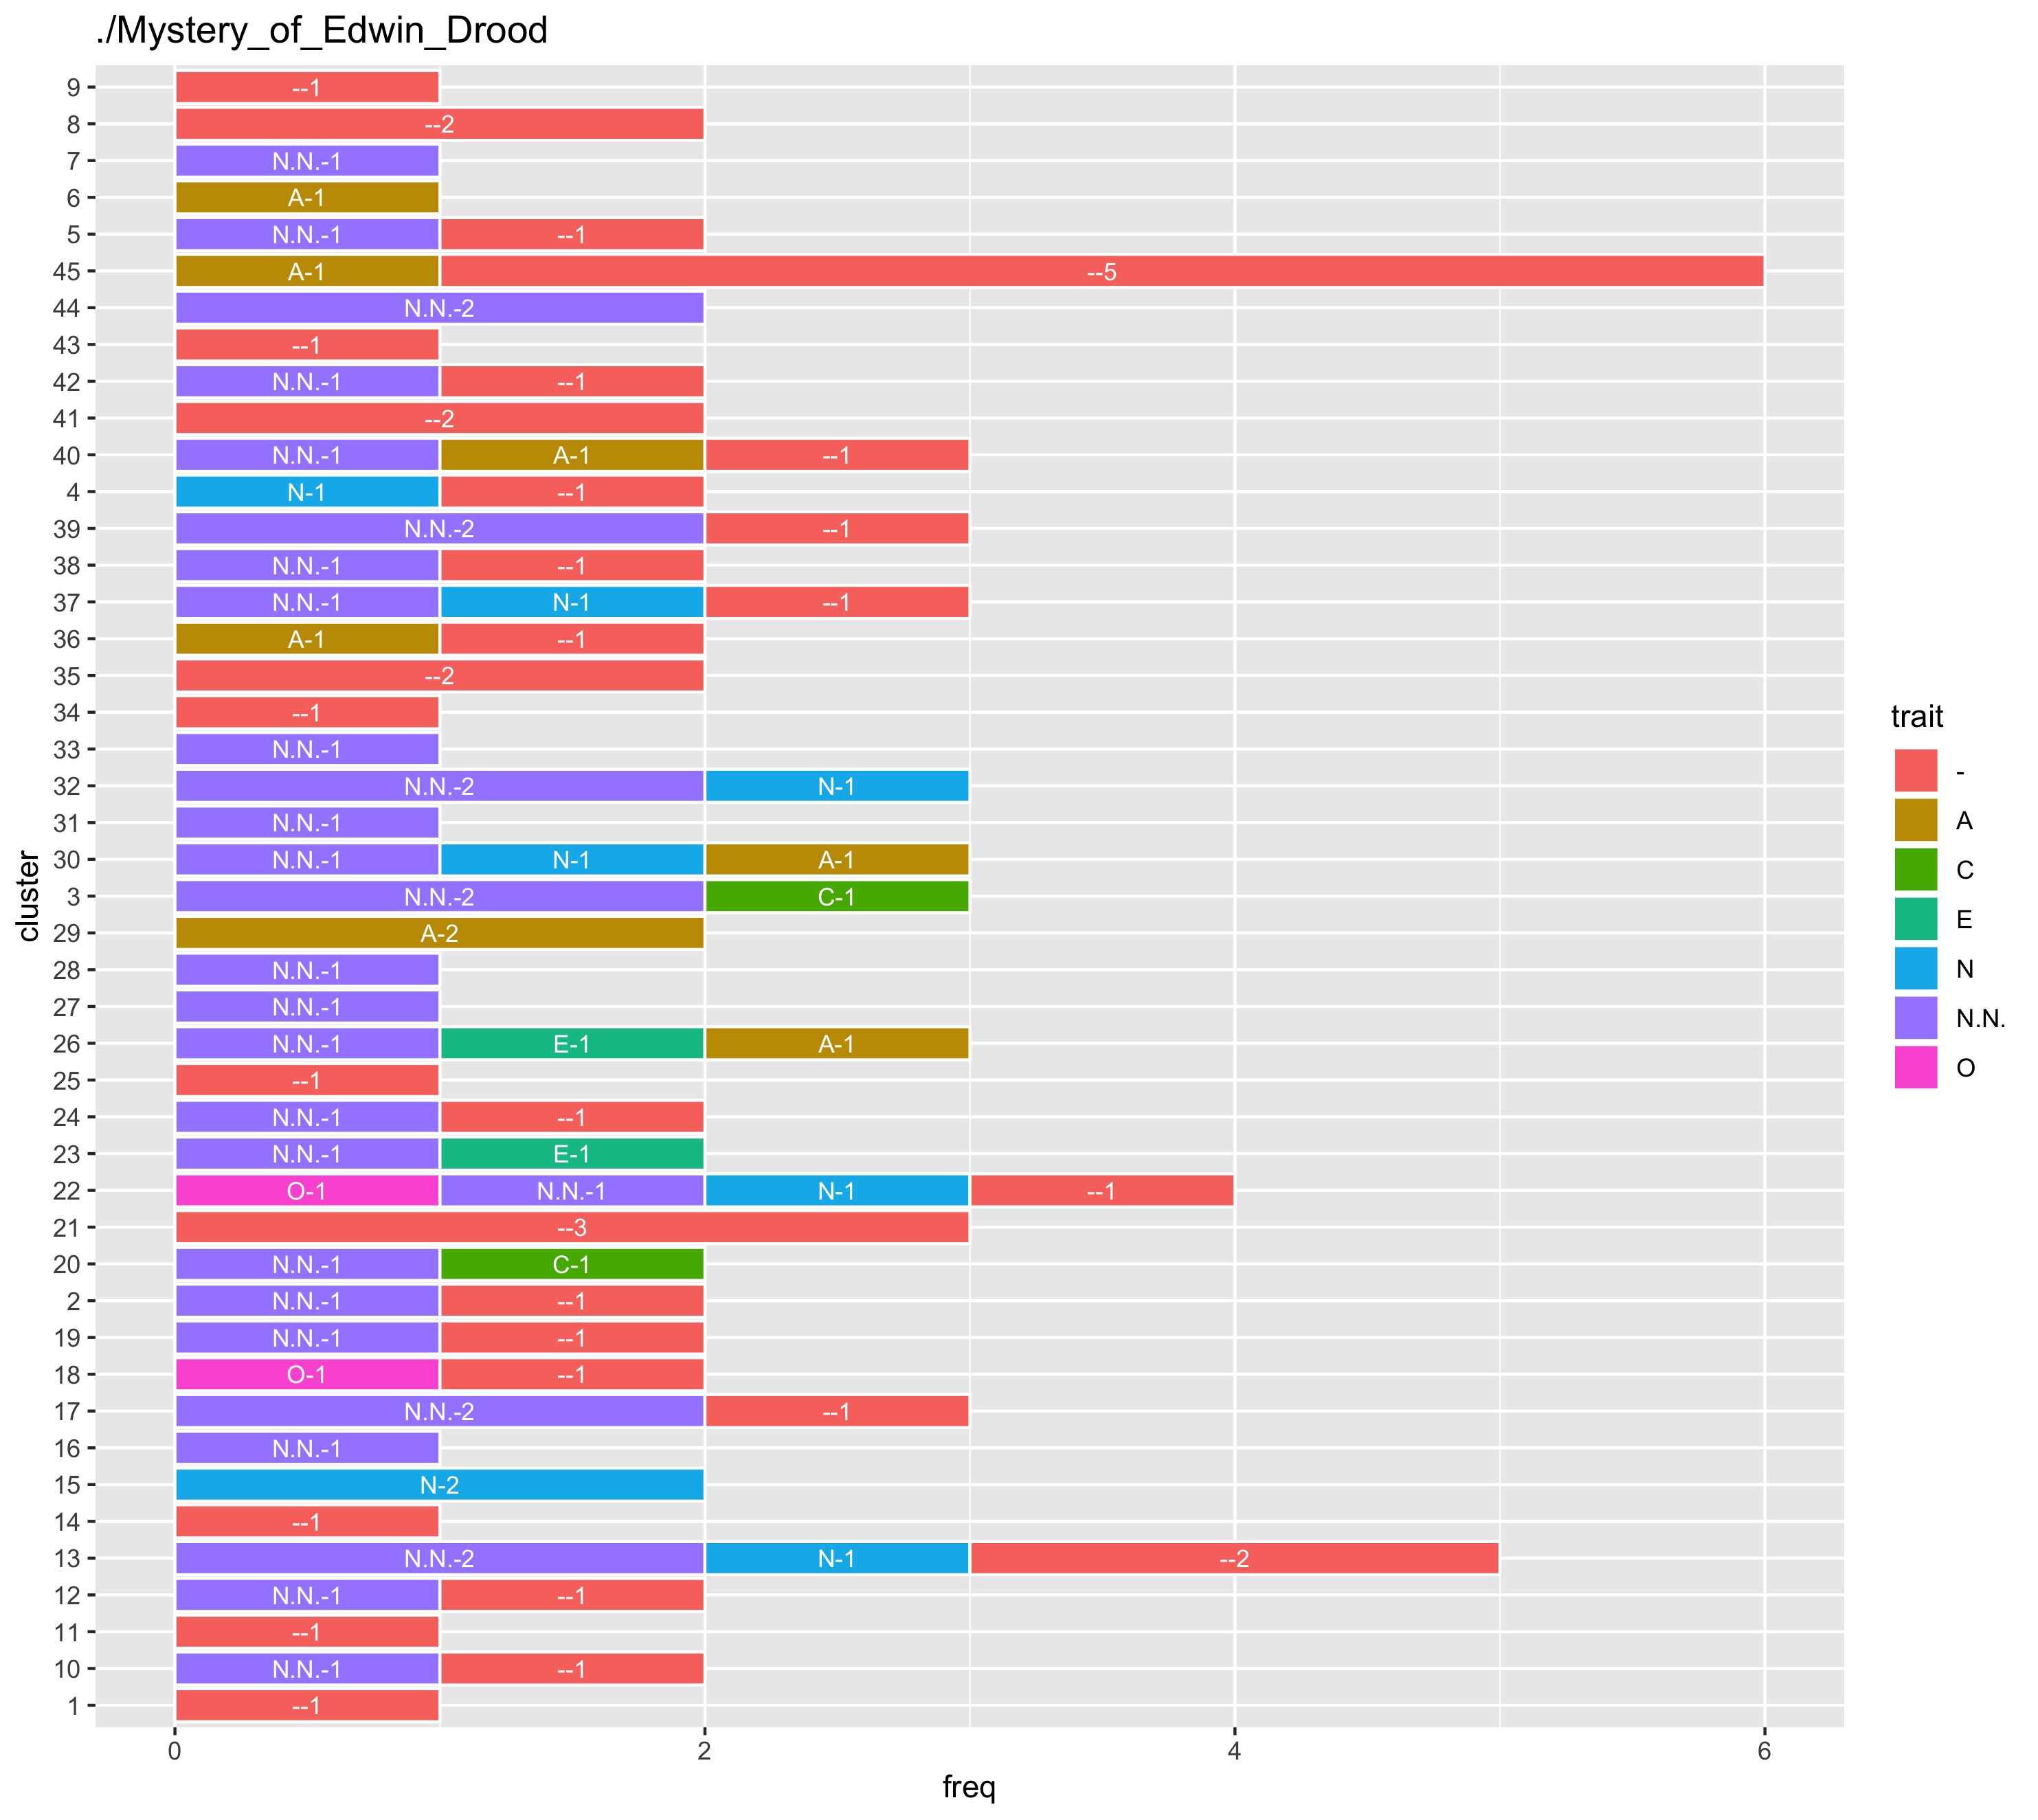 ./Mystery_of_Edwin_Drood
9 --1
8 --2
7 N.N.-1
6 A-1
5 N.N.-1 --1
45 A-1 --5
44 N.N.-2
43 --1
42 N.N.-1 --1
41 --2
40 N.N.-1 A-1 --1
4 N-1 --1
39 N.N.-2 --1
38 N.N.-1 --1
37 N.N.-1 N-1 --1
36 A-1 --1
35 --2
34 --1
33 N.N.-1
32 N.N.-2 N-1
31 N.N.-1
30 N.N.-1 N-1 A-1
3 N.N.-2 C-1
29 A-2
28 N.N.-1
27 N.N.-1
26 N.N.-1 E-1 A-1
25 --1
24 N.N.-1 --1
23 N.N.-1 E-1
22 O-1 N.N.-1 N-1 --1
21 --3
20 N.N.-1 C-1
2 N.N.-1 --1
19 N.N.-1 --1
18 O-1 --1
17 N.N.-2 --1
16 N.N.-1
15 N-2
14 --1
13 N.N.-2 N-1 --2
12 N.N.-1 --1
11 --1
10 N.N.-1 --1
1 --1
0 2 4 6
freq
cluster
trait
-
A
C
E
N
N.N.
O